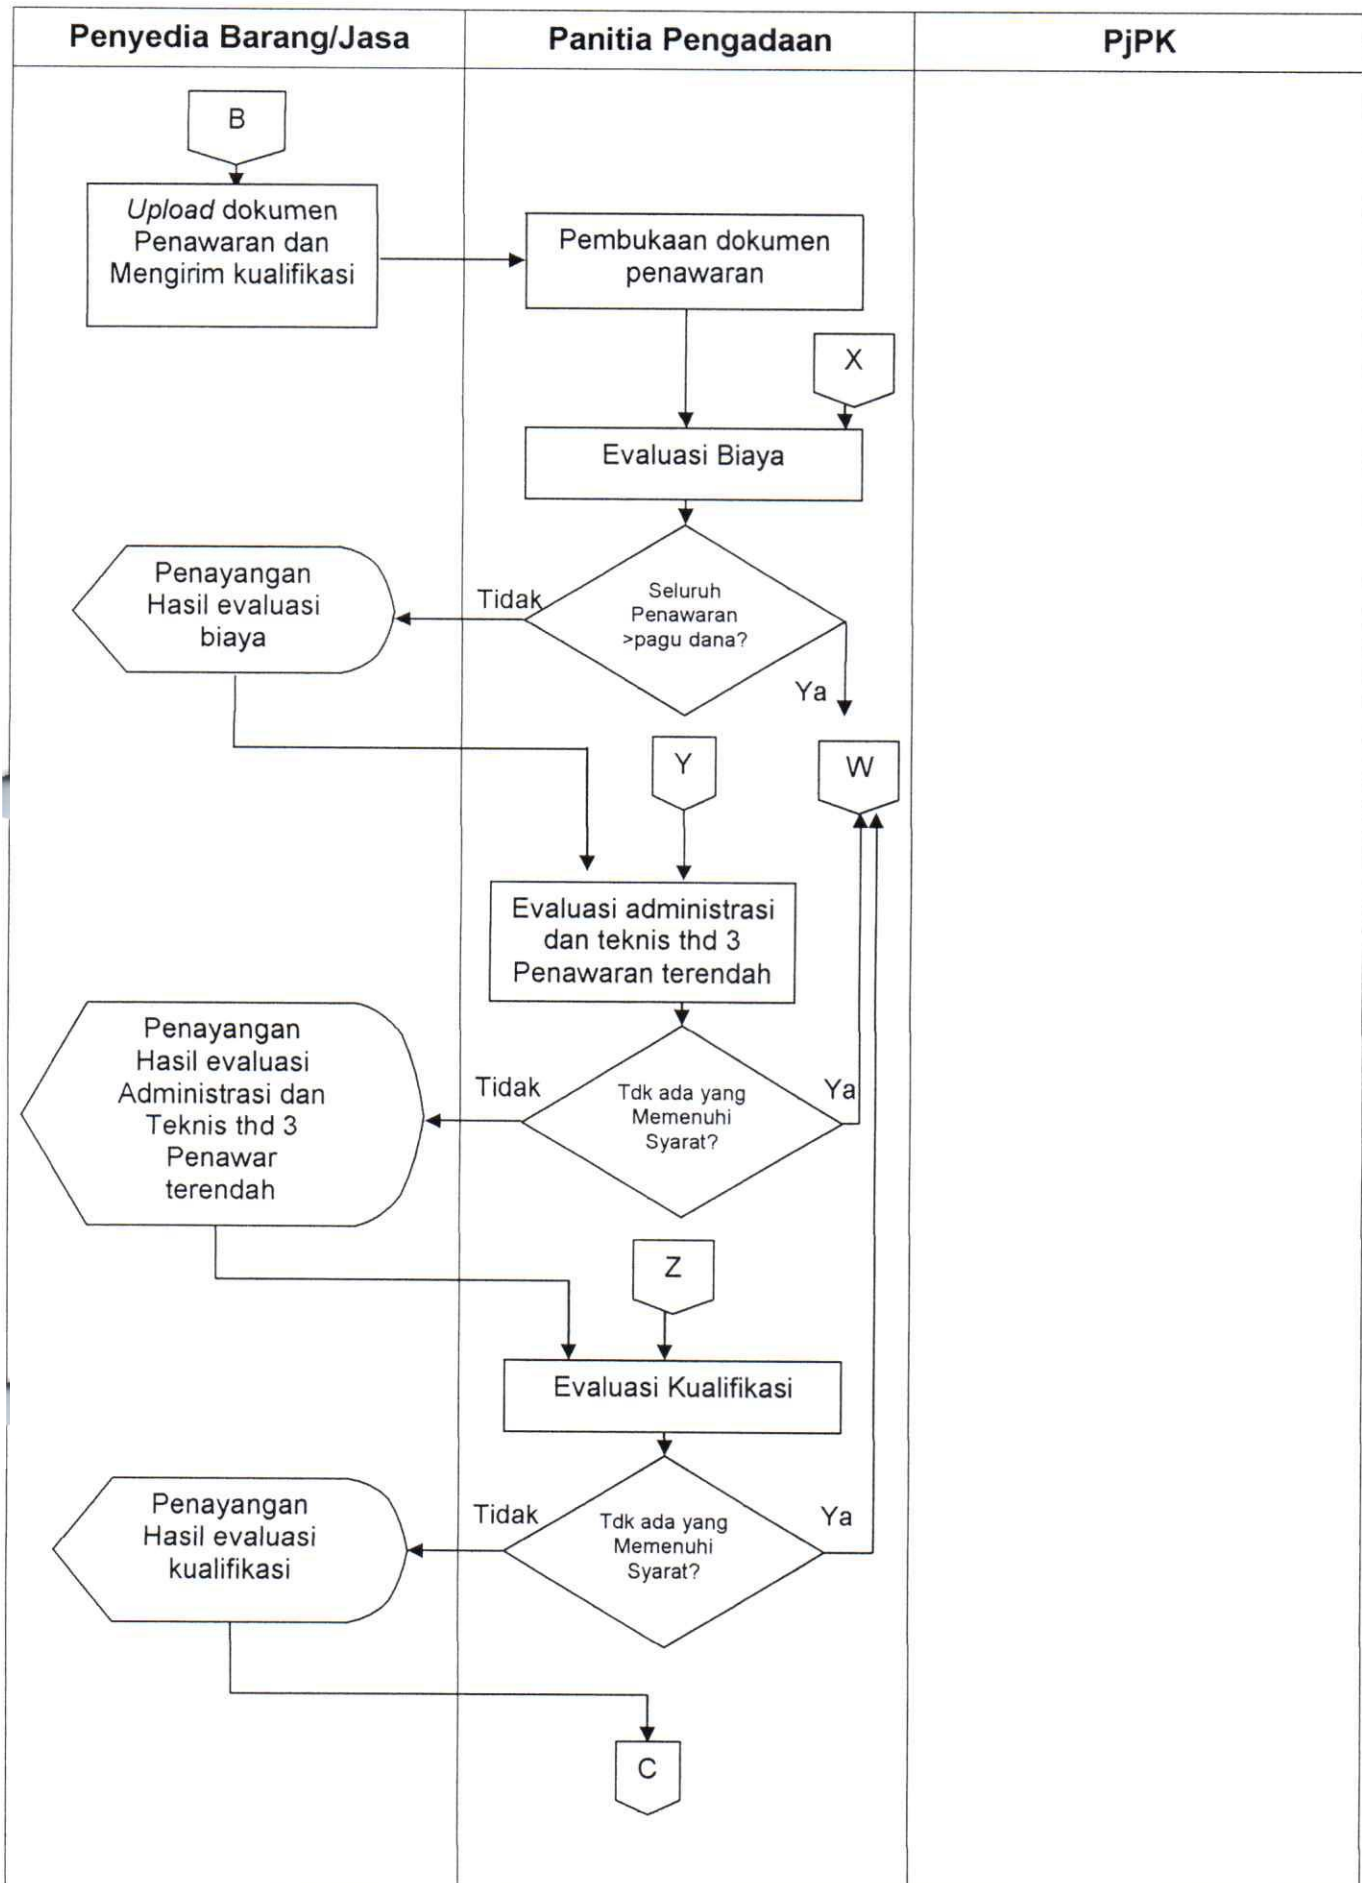 Penyedia Barang/Jasa
Panitia Pengadaan
PjPK
B
Upload dokumen
Penawaran dan
Mengirim kualifikasi
Pembukaan dokumen
penawaran
X
Evaluasi Biaya
Seluruh
Penawaran
>pagu dana?
Tidak
Ya
Penayangan
Hasil evaluasi
biaya
Y
W
Evaluasi administrasi
dan teknis thd 3
Penawaran terendah
Tdk ada yang
Memenuhi
Syarat?
Tidak
Ya
Penayangan
Hasil evaluasi
Administrasi dan
Teknis thd 3
Penawar
terendah
Z
Evaluasi Kualifikasi
Tdk ada yang
Memenuhi
Syarat?
Tidak
Ya
Penayangan
Hasil evaluasi
kualifikasi
C